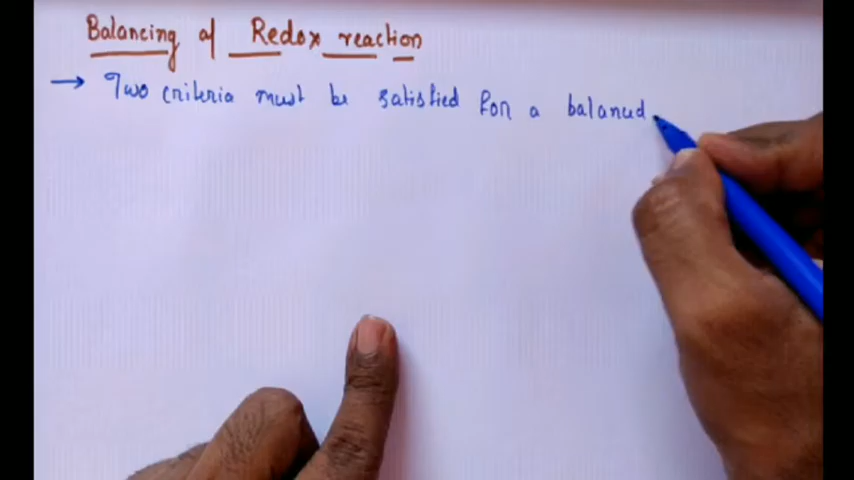 Balancing of Redox reaction
→ Two criteria must be satisfied for a balanced